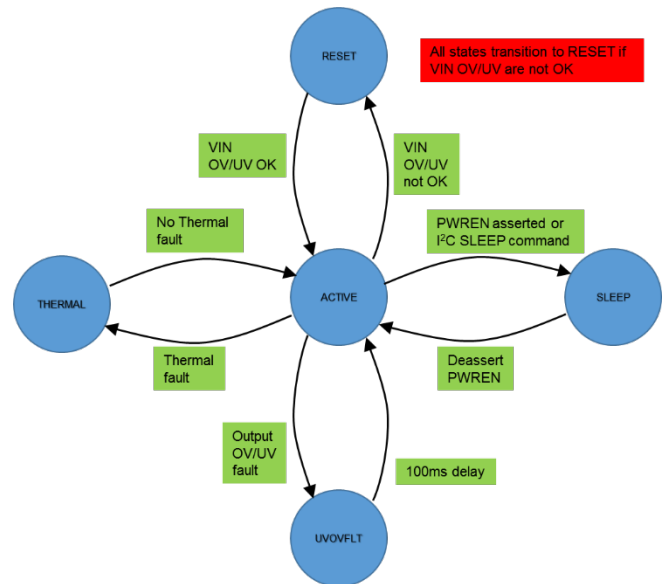 RESET
All states transition to RESET if
VIN OV/UV are not OK
VIN
OV/UV OK
VIN
OV/UV
not OK
No Thermal
fault
PWREN asserted or
I²C SLEEP command
THERMAL
ACTIVE
SLEEP
Thermal
fault
Deassert
PWREN
Output
OV/UV
fault
100ms delay
UVOVFLT